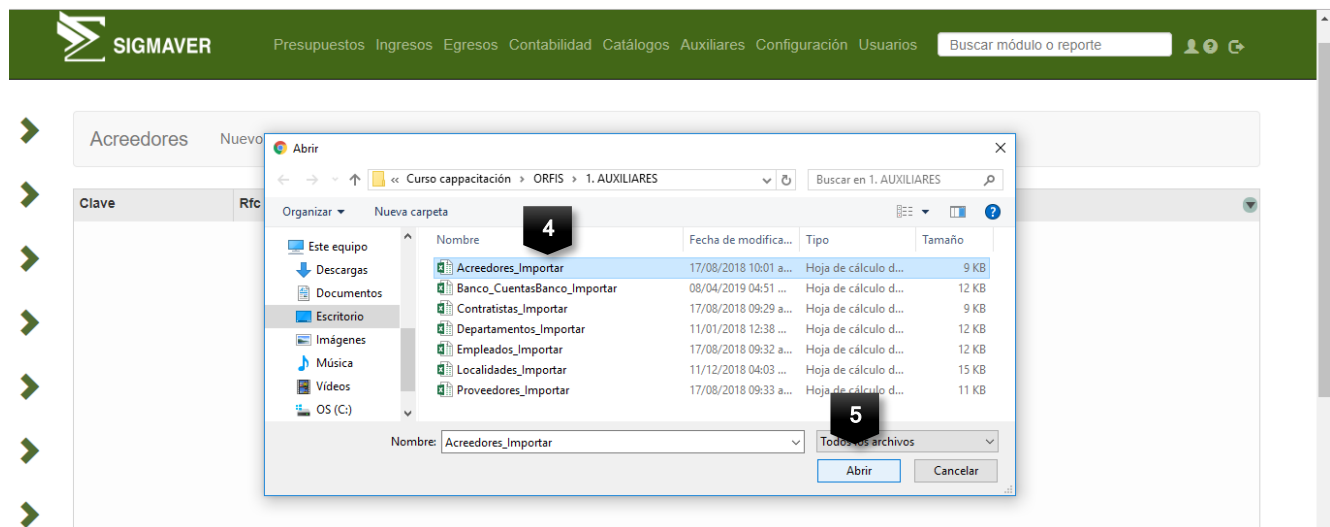 SIGMAVER
Presupuestos Ingresos Egresos Contabilidad Catálogos Auxiliares Configuración Usuarios Buscar módulo o reporte
Acreedores Nuevo
Clave Rfc
Abrir
« Curso cappacitación > ORFIS > 1. AUXILIARES Buscar en 1. AUXILIARES
Organizar Nueva carpeta
4
Nombre Fecha de modifica... Tipo Tamaño
Este equipo
Descargas
Documentos
Escritorio
Imágenes
Música
Vídeos
OS (C:)
Acreedores_Importar 17/08/2018 10:01 a... Hoja de cálculo d... 9 KB
Banco_CuentasBanco_Importar 08/04/2019 04:51 ... Hoja de cálculo d... 12 KB
Contratistas_Importar 17/08/2018 09:29 a... Hoja de cálculo d... 9 KB
Departamentos_Importar 11/01/2018 12:38 ... Hoja de cálculo d... 12 KB
Empleados_Importar 17/08/2018 09:32 a... Hoja de cálculo d... 12 KB
Localidades_Importar 11/12/2018 04:03 ... Hoja de cálculo d... 15 KB
Proveedores_Importar 17/08/2018 09:33 a... Hoja de cálculo d... 11 KB
5
Nombre: Acreedores_Importar Todos los archivos
Abrir Cancelar